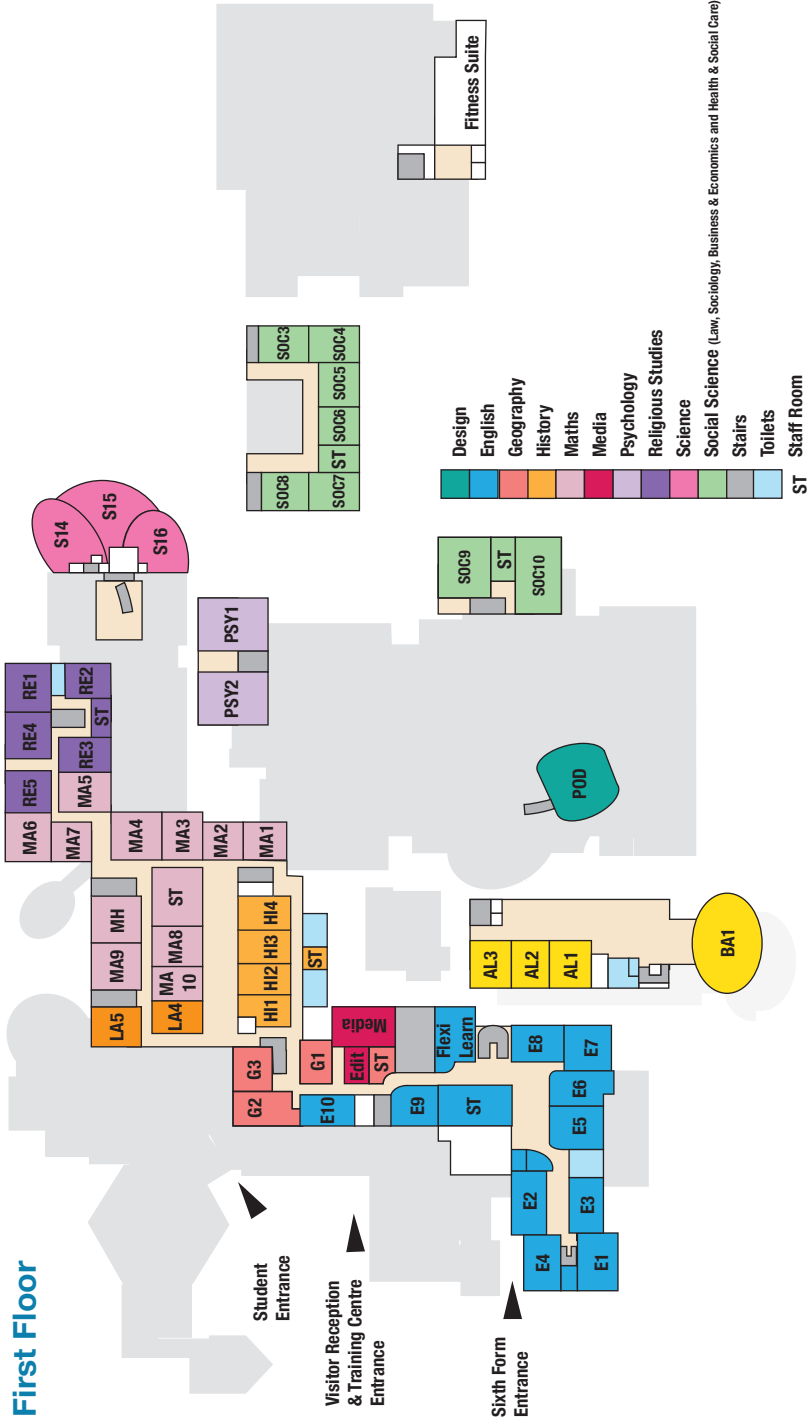 First Floor
Student
Entrance
Visitor Reception
& Training Centre
Entrance
Sixth Form
Entrance
LA5
MA9
MH
MA7
MA6
RE5
RE4
RE1
MA5
RE3
ST
RE2
LA4
MA
10
MA8
ST
MA4
MA3
MA2
MA1
HI1
HI2
HI3
HI4
ST
G2
G3
G1
E10
Edit
ST
Media
E9
ST
Flexi
Learn
E2
E4
E1
E3
E5
E6
E7
E8
AL3
AL2
AL1
BA1
POD
PSY2
PSY1
S14
S15
S16
SOC8
SOC7
ST
SOC6
SOC5
SOC4
SOC3
SOC9
ST
SOC10
Fitness Suite
Design
English
Geography
History
Maths
Media
Psychology
Religious Studies
Science
Social Science (Law, Sociology, Business & Economics and Health & Social Care)
Stairs
Toilets
ST Staff Room